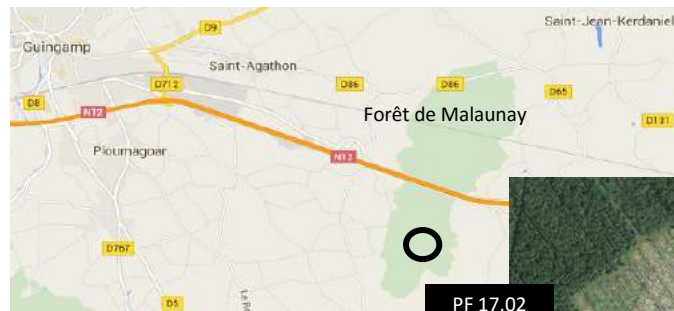 Saint-Jean-Kerdaniel
D9
Guingamp
Saint-Agathon
D712
D86
D86
D65
D8
N12
Forêt de Malaunay
Ploumagoar
N12
D767
D5
PF 17.02